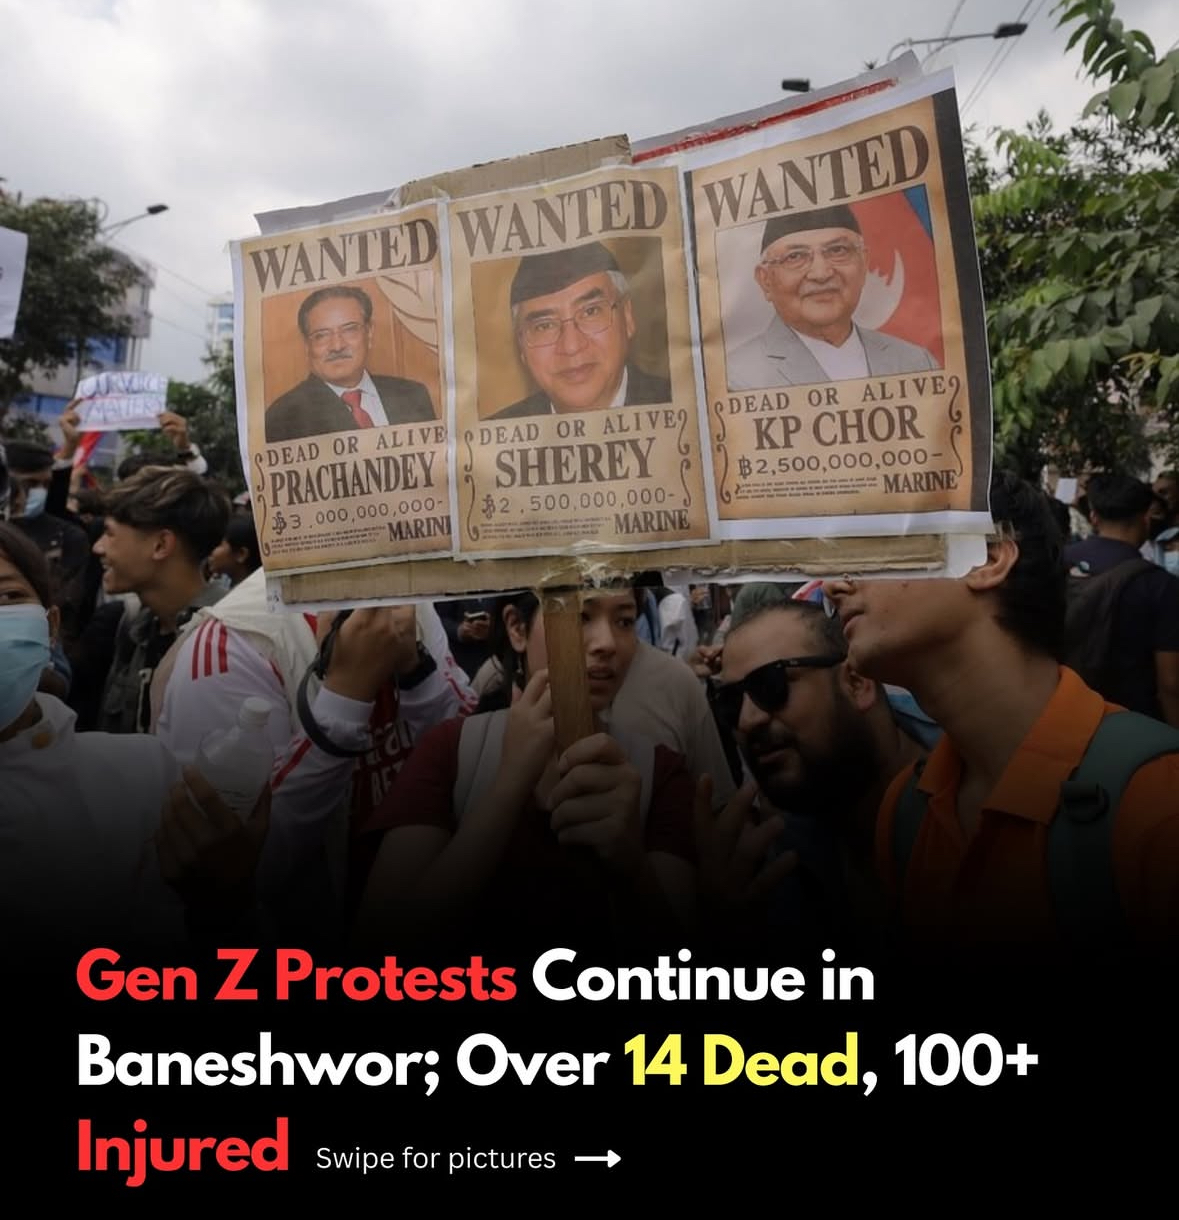 WANTED
DEAD OR ALIVE
PRACHANDEY
฿3.000,000,000-
MARINE
WANTED
DEAD OR ALIVE
SHEREY
฿2.500,000,000-
MARINE
WANTED
DEAD OR ALIVE
KP CHOR
฿2,500,000,000-
MARINE
MATTERS
Gen Z Protests Continue in
Baneshwor; Over 14 Dead, 100+
Injured Swipe for pictures